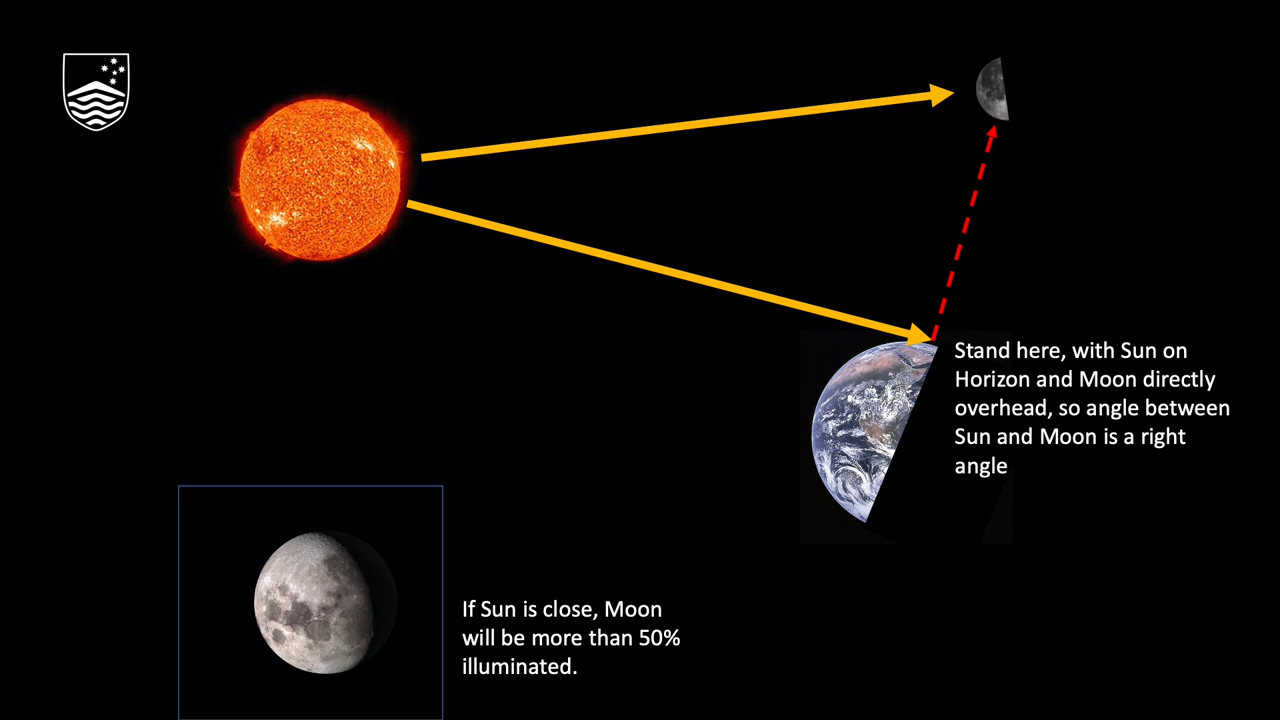 Stand here, with Sun on
Horizon and Moon directly
overhead, so angle between
Sun and Moon is a right
angle
If Sun is close, Moon
will be more than 50%
illuminated.